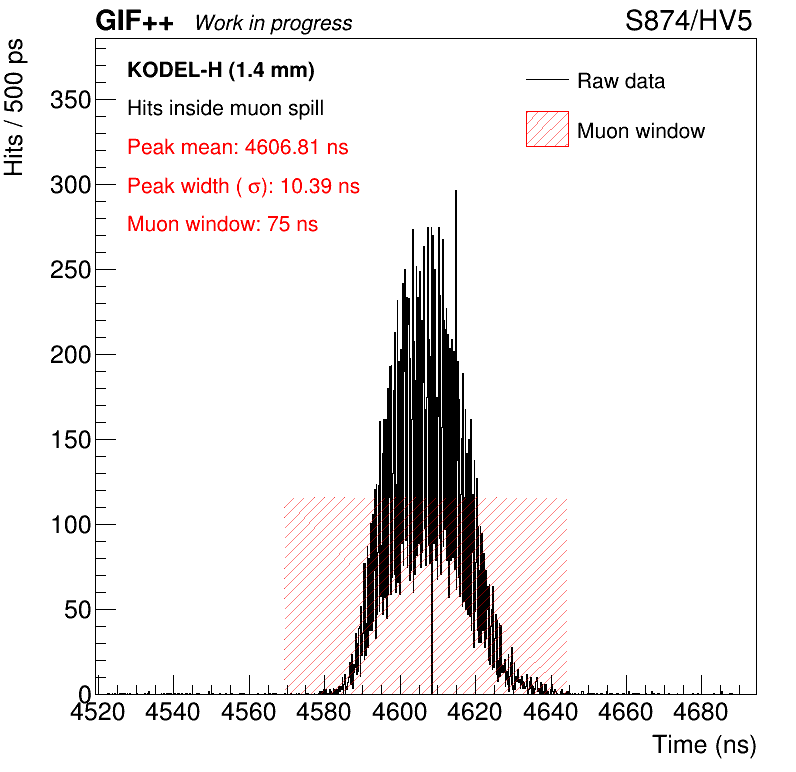 GIF++ Work in progress S874/HV5
KODEL-H (1.4 mm)
Hits inside muon spill
Peak mean: 4606.81 ns
Peak width ( σ): 10.39 ns
Muon window: 75 ns
Raw data
Muon window
Hits / 500 ps
350
300
250
200
150
100
50
0
4520 4540 4560 4580 4600 4620 4640 4660 4680
Time (ns)